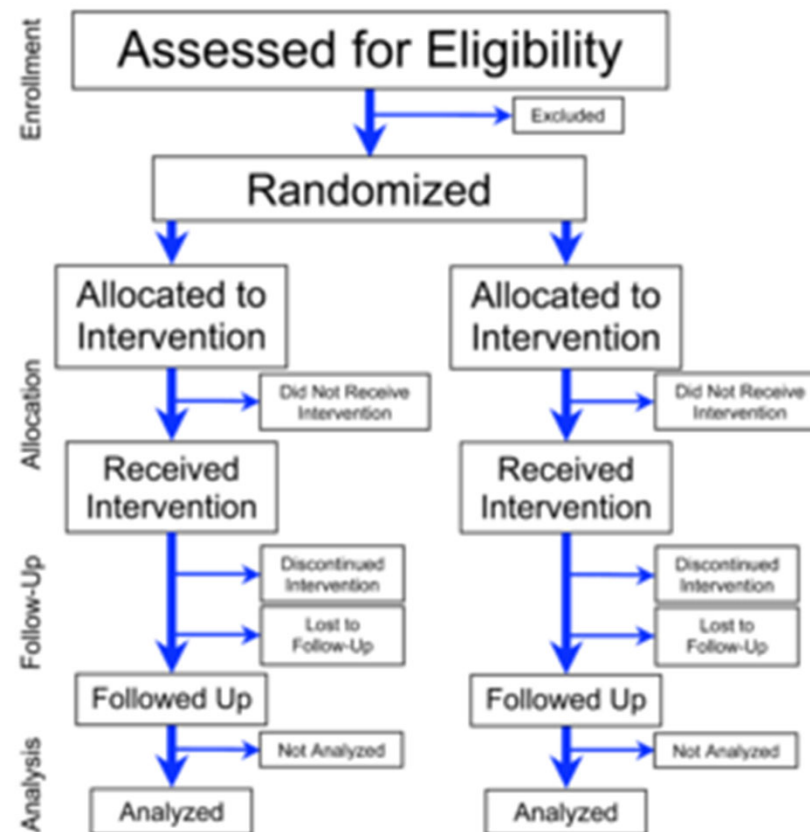 Enrollment
Assessed for Eligibility
Excluded
Randomized
Allocated to
Intervention
Allocated to
Intervention
Allocation
Did Not Receive
Intervention
Did Not Receive
Intervention
Received
Intervention
Received
Intervention
Follow-Up
Discontinued
Intervention
Discontinued
Intervention
Lost to
Follow-Up
Lost to
Follow-Up
Followed Up
Followed Up
Analysis
Not Analyzed
Not Analyzed
Analyzed
Analyzed